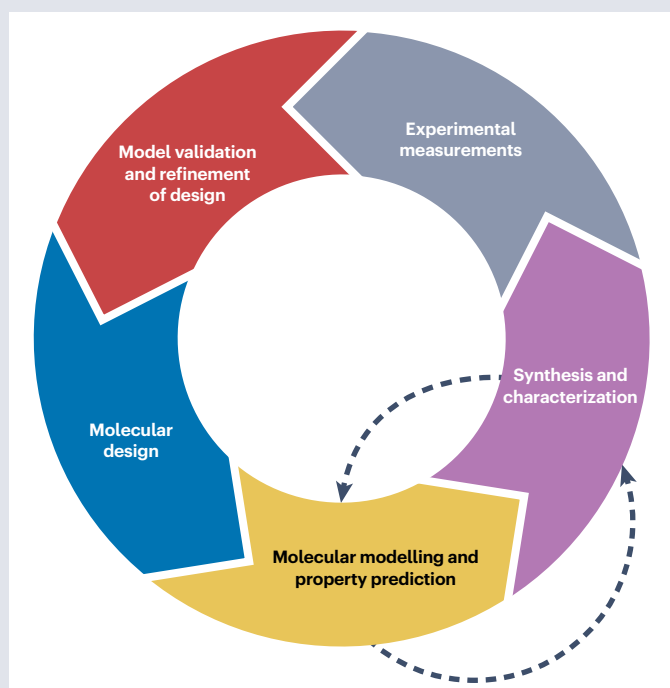 Experimental
measurements
Model validation
and refinement
of design
Synthesis and
characterization
Molecular
design
Molecular modelling and
property prediction